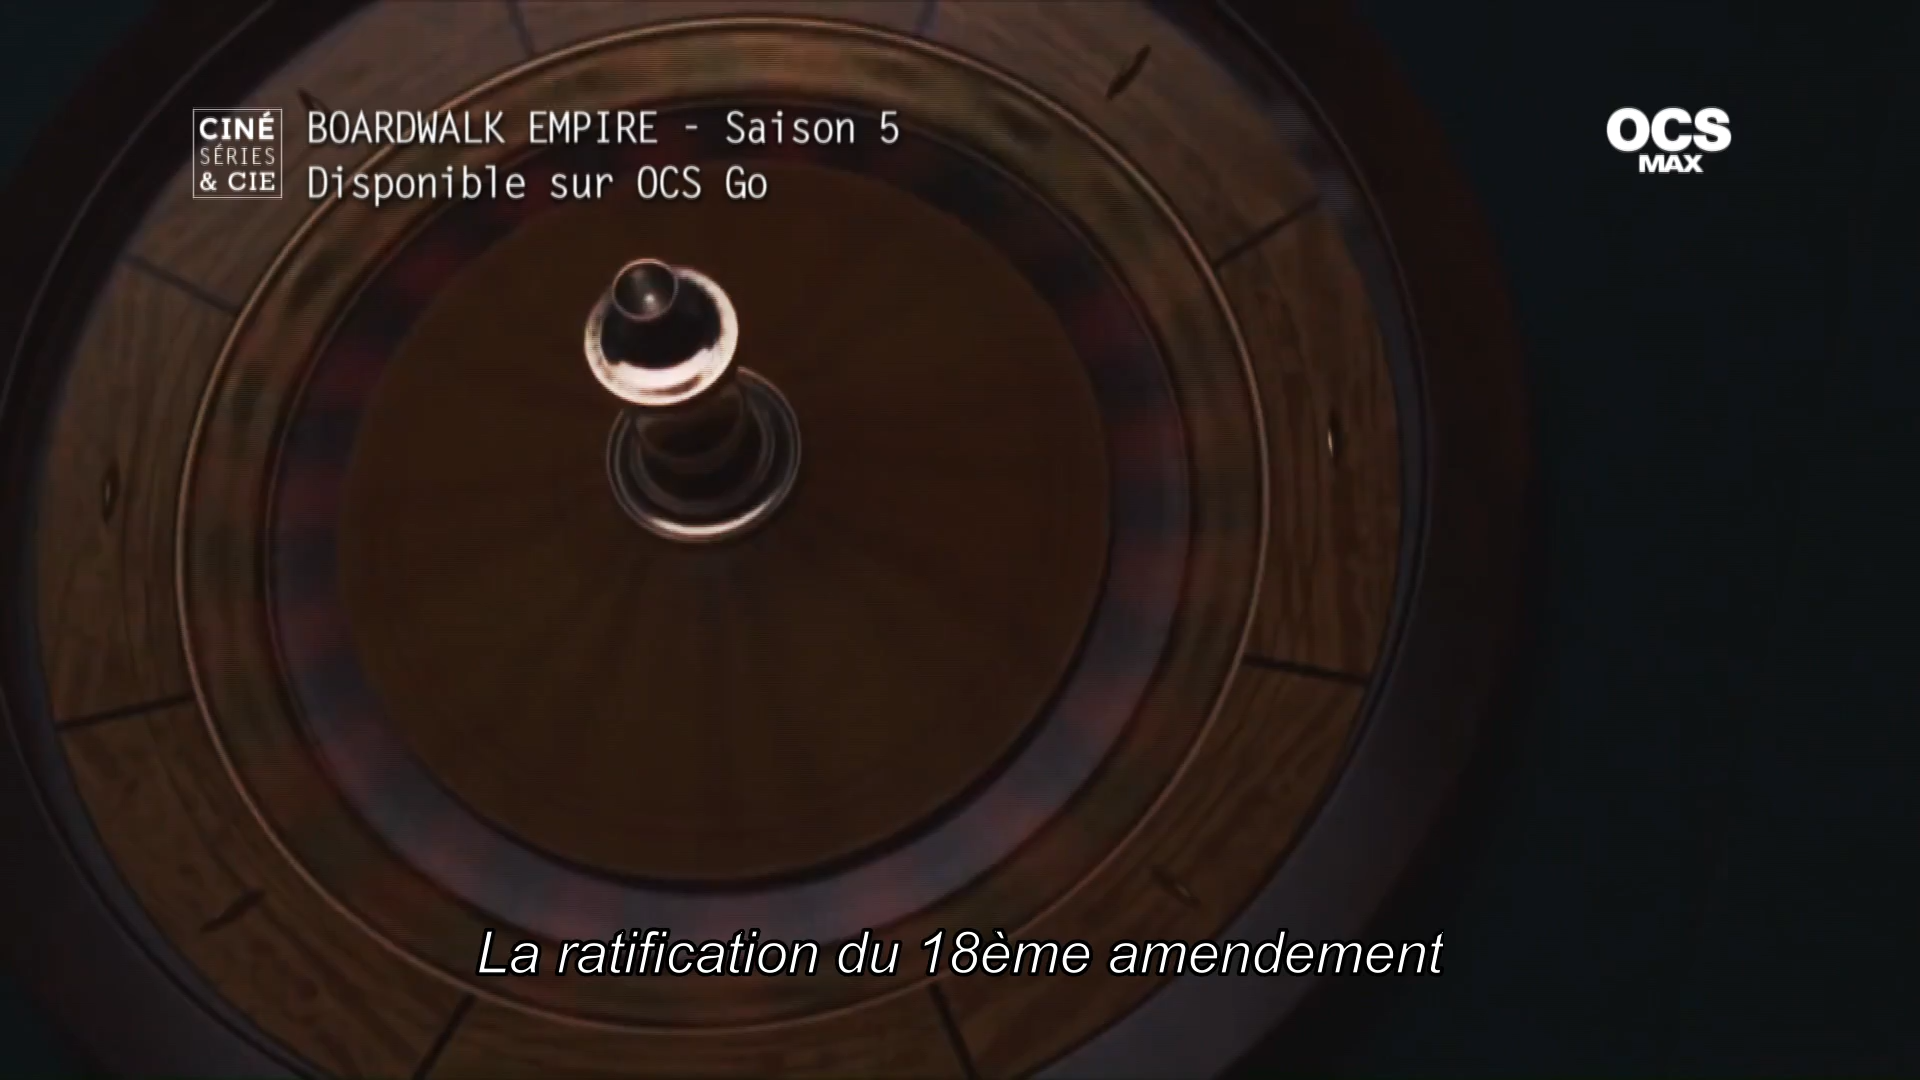 CINÉ
SÉRIES
& CIE
BOARDWALK EMPIRE - Saison 5
Disponible sur OCS Go
OCS
MAX
La ratification du 18ème amendement